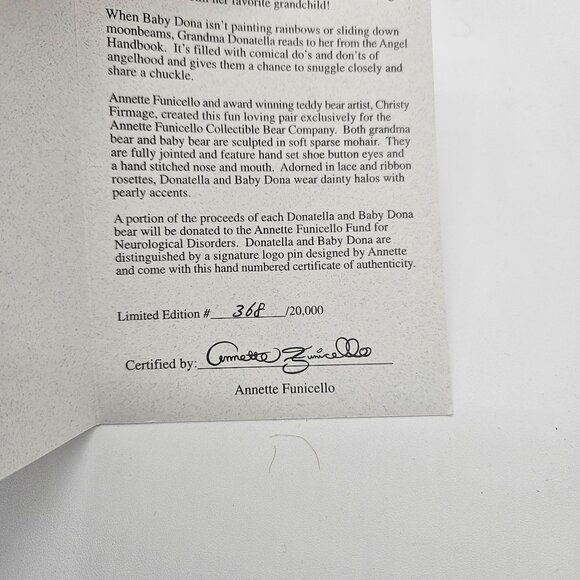 her favorite grandchild!
When Baby Dona isn't painting rainbows or sliding down
moonbeams, Grandma Donatella reads to her from the Angel
Handbook. It's filled with comical do's and don'ts of
angelhood and gives them a chance to snuggle closely and
share a chuckle.
Annette Funicello and award winning teddy bear artist, Christy
Firmage, created this fun loving pair exclusively for the
Annette Funicello Collectible Bear Company. Both grandma
bear and baby bear are sculpted in soft sparse mohair. They
are fully jointed and feature hand set shoe button eyes and
a hand stitched nose and mouth. Adorned in lace and ribbon
rosettes, Donatella and Baby Dona wear dainty halos with
pearly accents.
A portion of the proceeds of each Donatella and Baby Dona
bear will be donated to the Annette Funicello Fund for
Neurological Disorders. Donatella and Baby Dona are
distinguished by a signature logo pin designed by Annette
and come with this hand numbered certificate of authenticity.
Limited Edition # 368 /20,000
Certified by: Annette Funicello
Annette Funicello